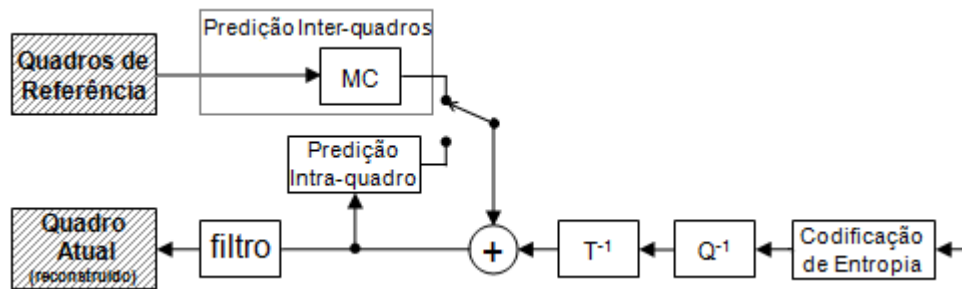 Predição Inter-quadros
Quadros de
Referência
MC
Predição
Intra-quadro
Quadro
Atual
(reconstruído)
filtro
+
T⁻¹
Q⁻¹
Codificação
de Entropia